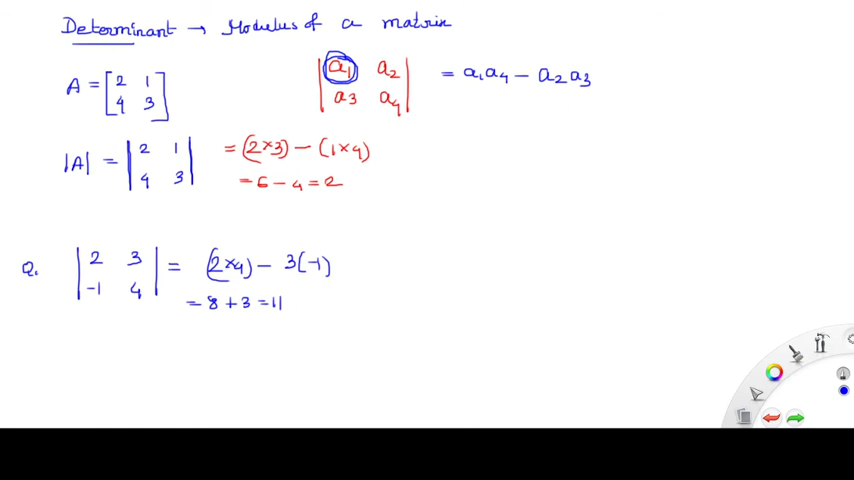 Determinant → Modulus of a matrix
A = [2 1; 4 3]
|a₁ a₂; a₃ a₄| = a₁a₄ − a₂a₃
|A| = |2 1; 4 3| = (2×3) − (1×4)
= 6 − 4 = 2
Q. |2 3; -1 4| = (2×4) − 3(-1)
= 8 + 3 = 11